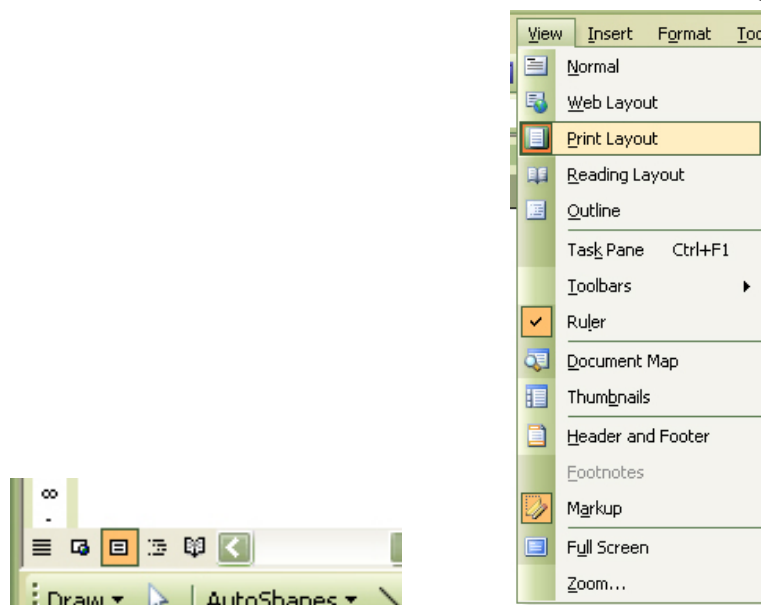 View Insert Format
Normal
Web Layout
Print Layout
Reading Layout
Outline
Task Pane Ctrl+F1
Toolbars
Ruler
Document Map
Thumbnails
Header and Footer
Footnotes
Markup
Full Screen
Zoom...
8
Draw AutoShapes